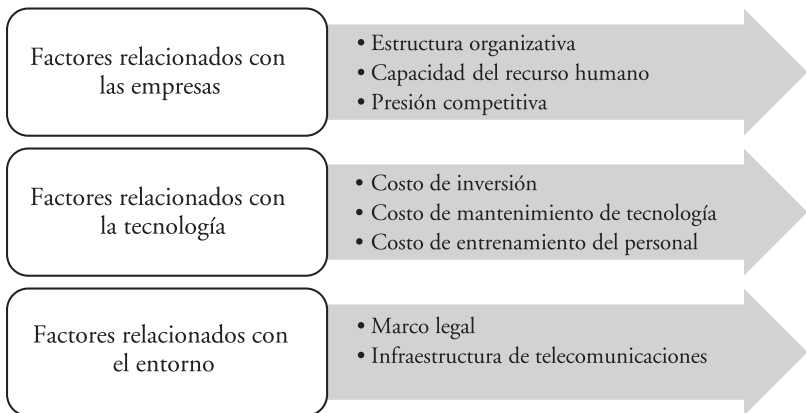 Factores relacionados con
las empresas
• Estructura organizativa
• Capacidad del recurso humano
• Presión competitiva
Factores relacionados con
la tecnología
• Costo de inversión
• Costo de mantenimiento de tecnología
• Costo de entrenamiento del personal
Factores relacionados con
el entorno
• Marco legal
• Infraestructura de telecomunicaciones